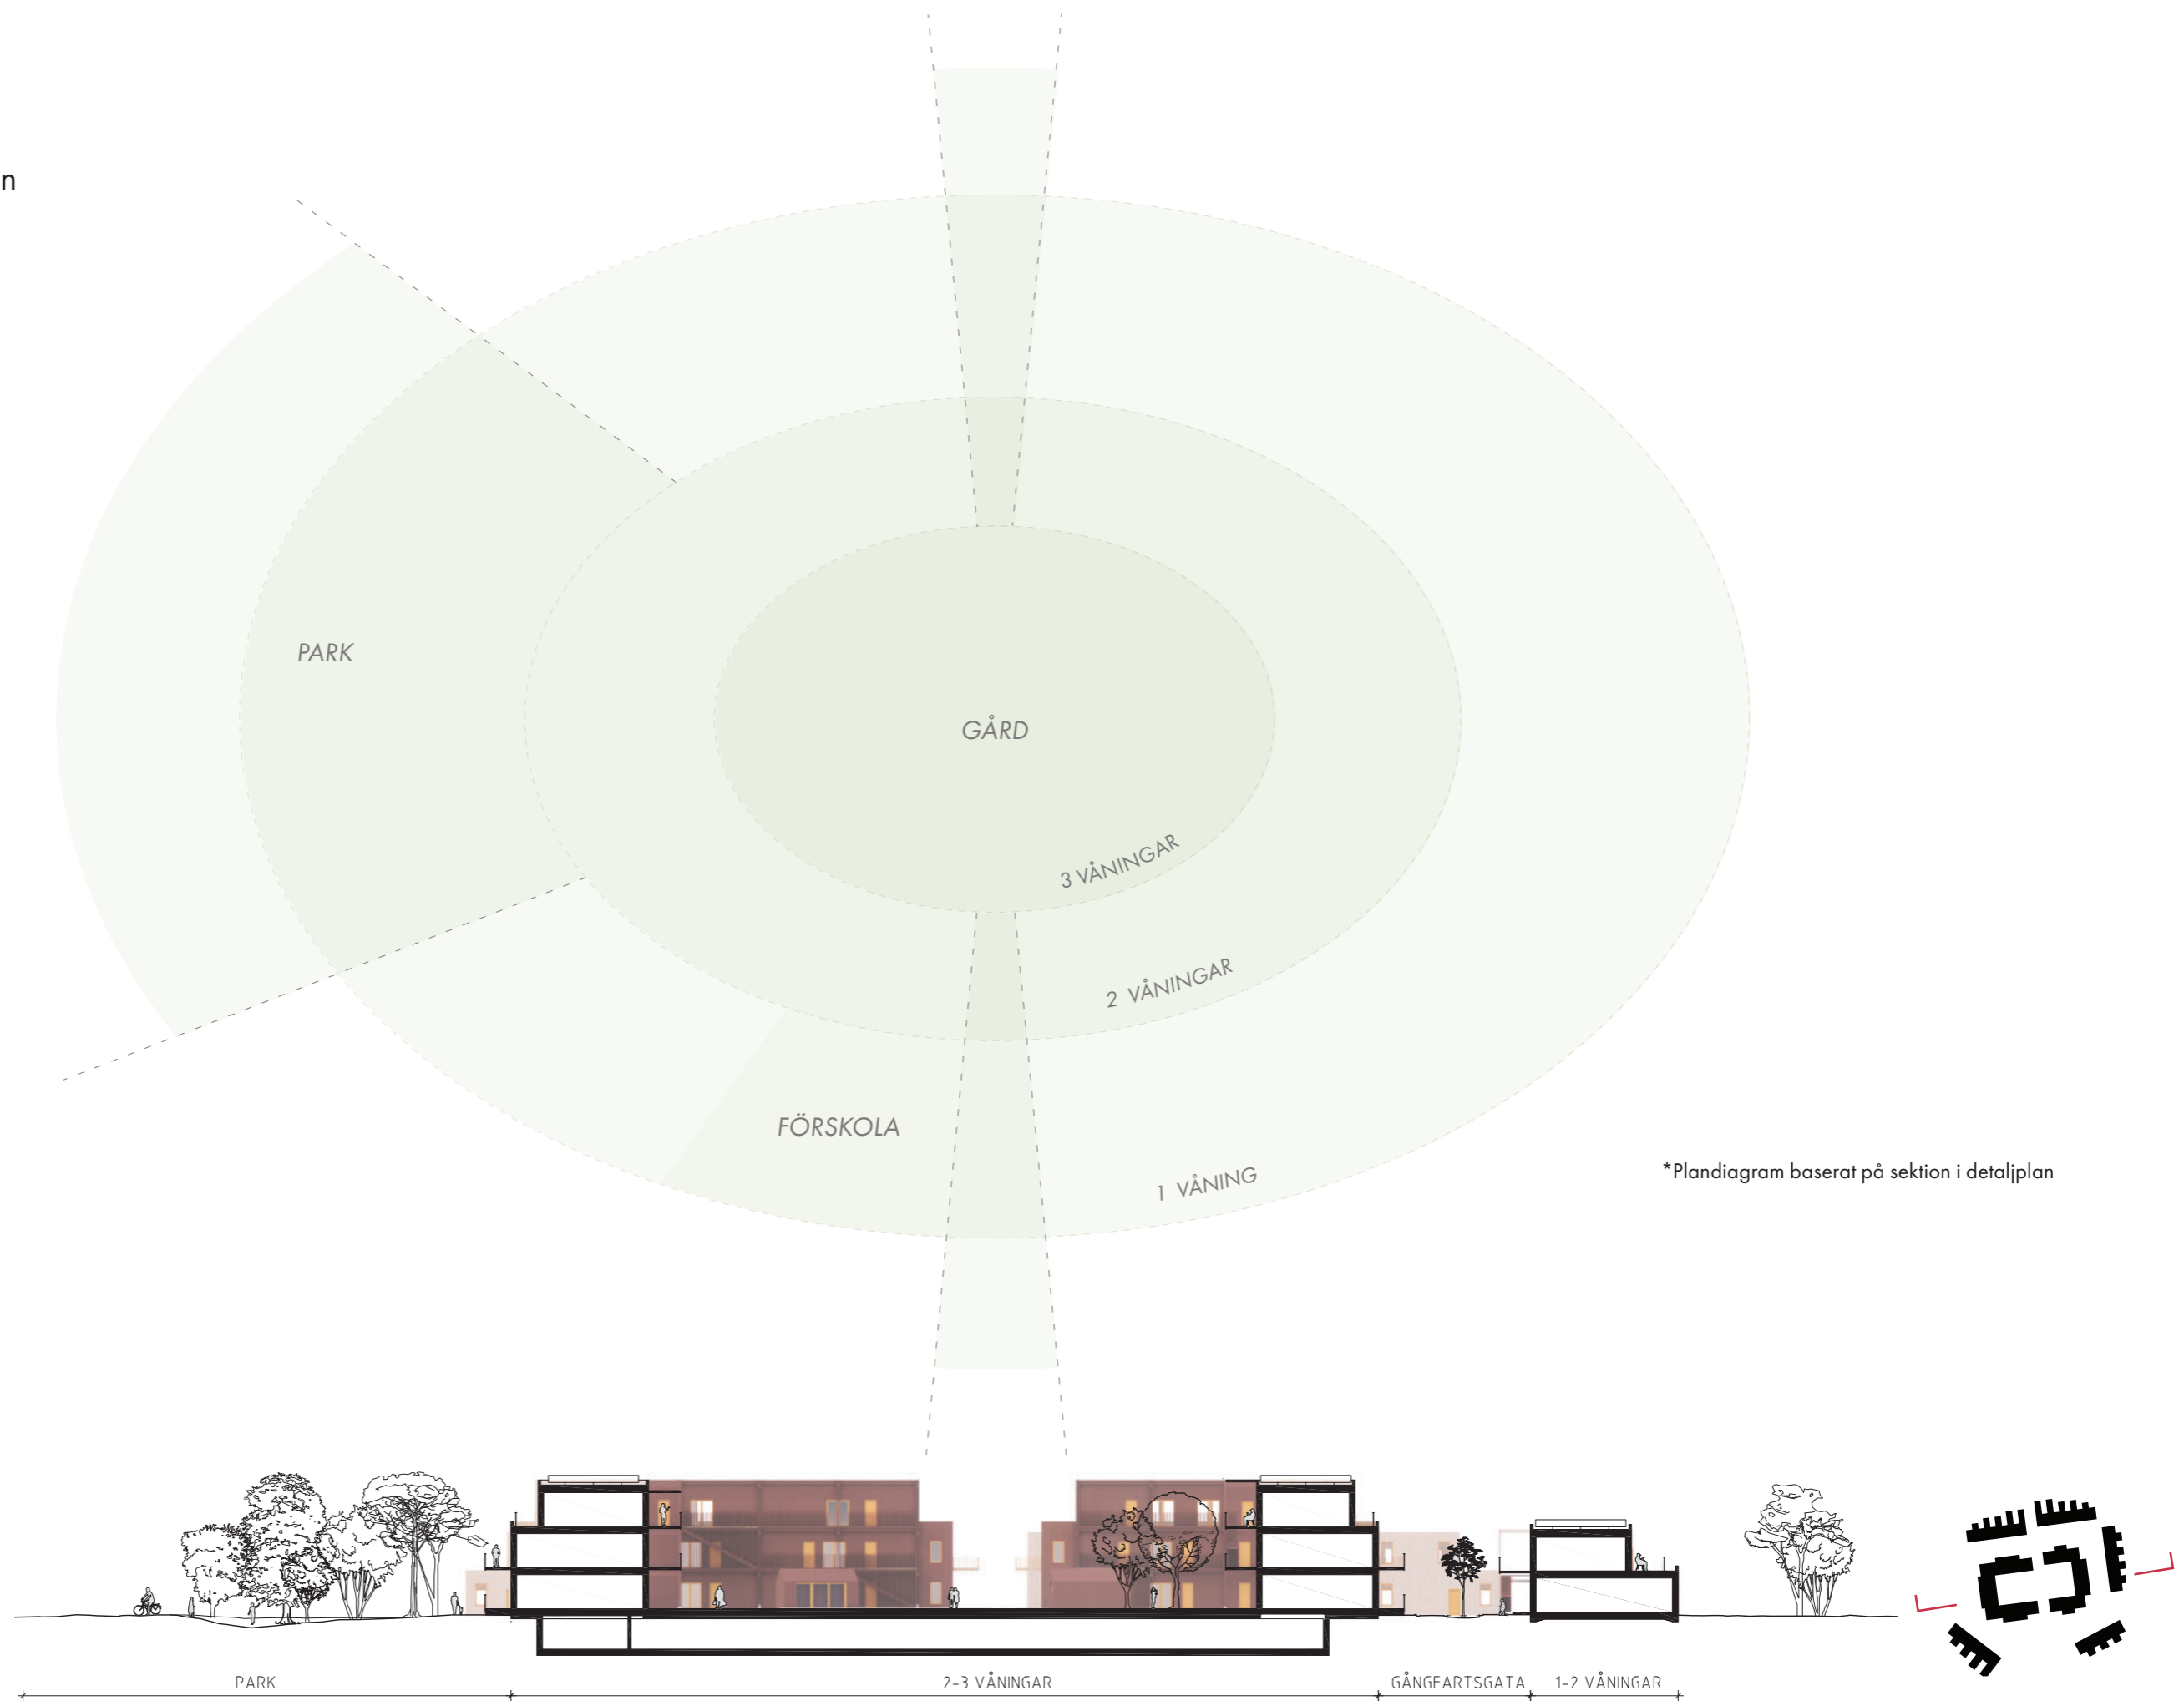 n
PARK
GÅRD
3 VÅNINGAR
2 VÅNINGAR
FÖRSKOLA
1 VÅNING
*Plandiagram baserat på sektion i detaljplan
PARK
2-3 VÅNINGAR
GÅNGFARTSGATA
1-2 VÅNINGAR